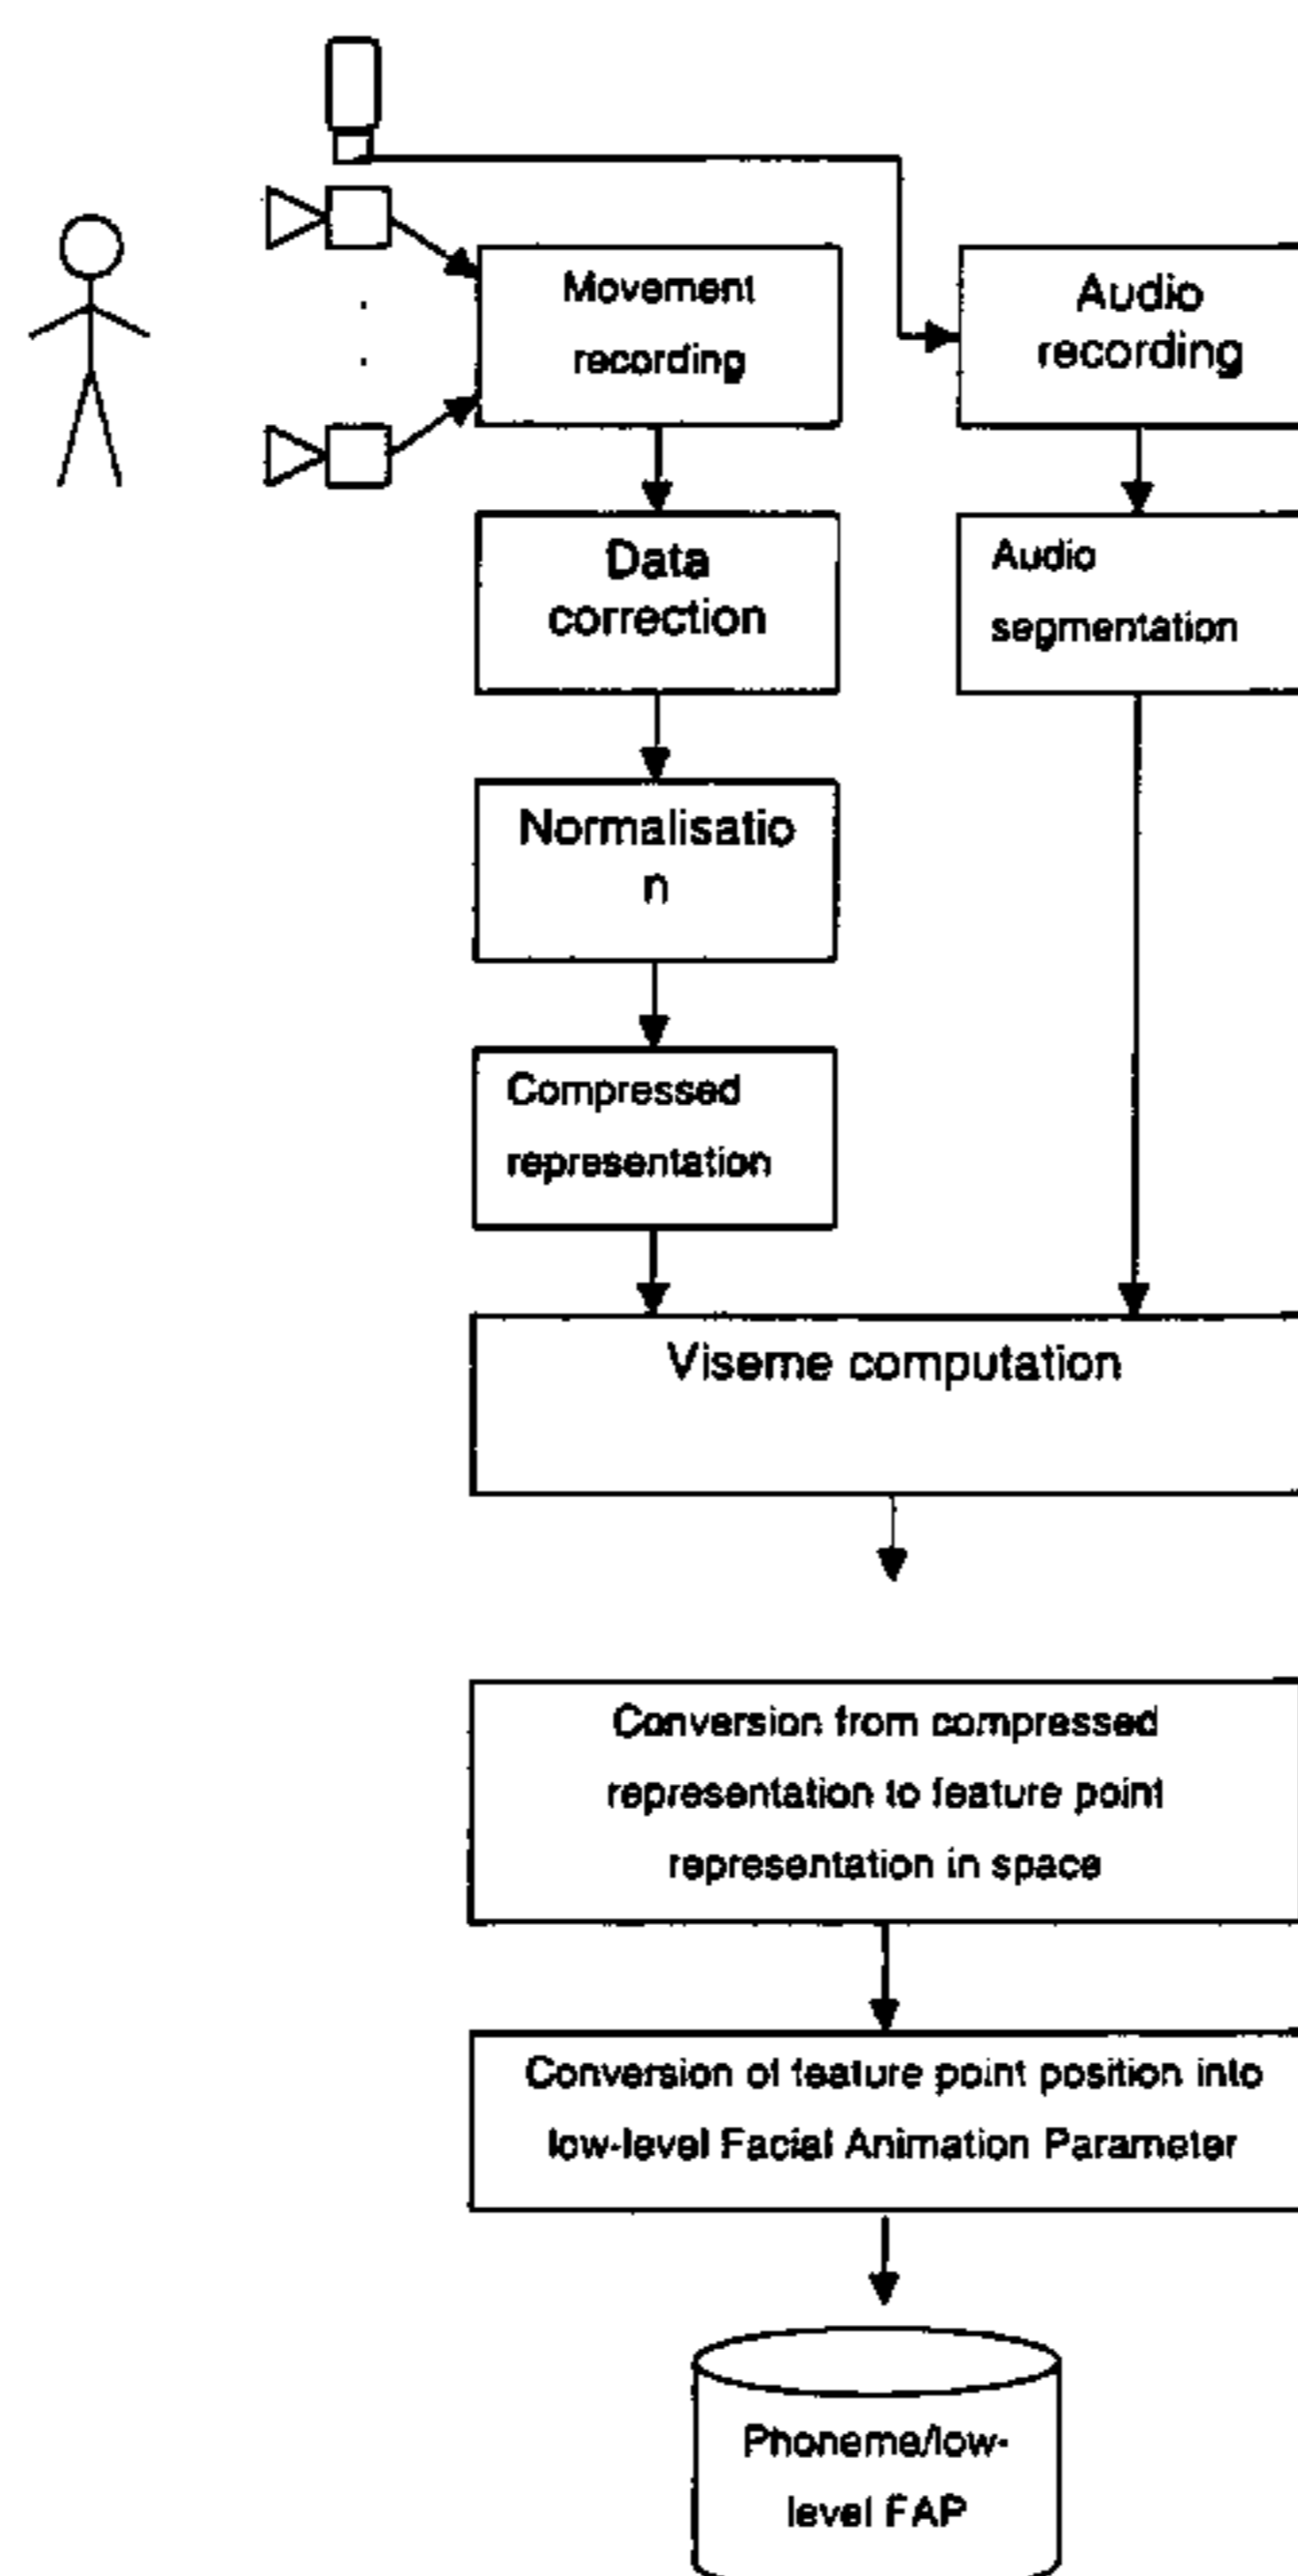 Movement
recording
Audio
recording
Data
correction
Audio
segmentation
Normalisatio
n
Compressed
representation
Viseme computation
Conversion from compressed
representation to feature point
representation in space
Conversion of feature point position into
low-level Facial Animation Parameter
Phoneme/low-
level FAP